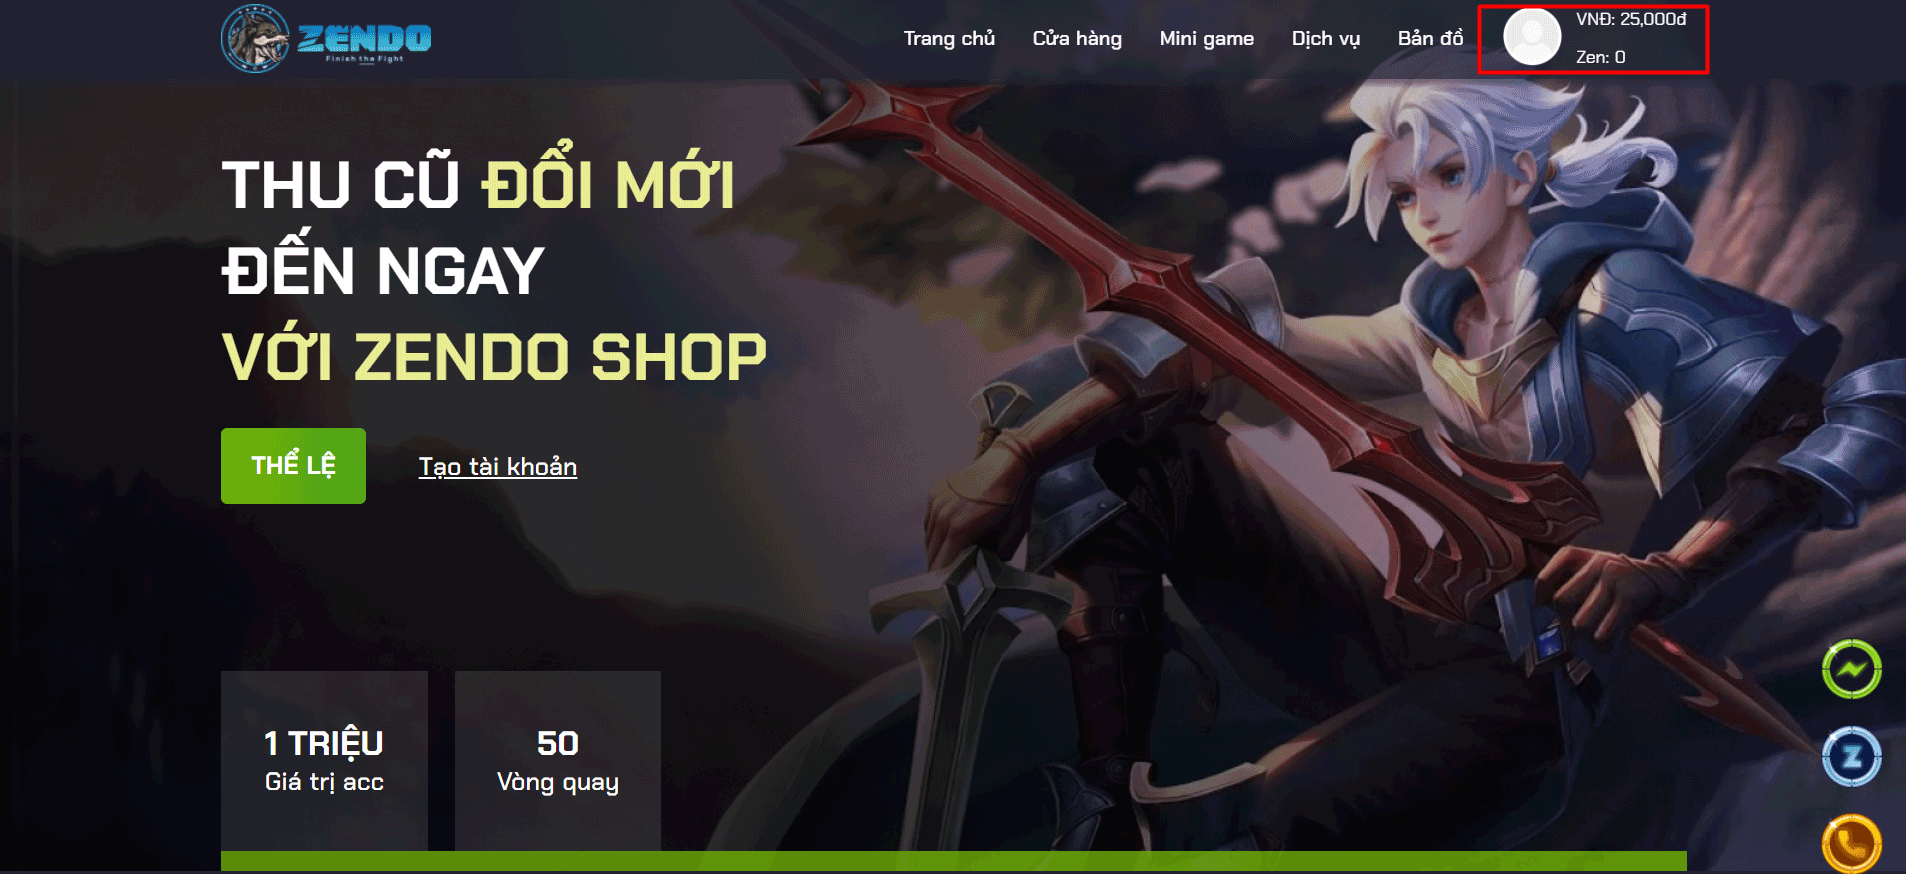 ZENDO
Finish the Fight
Trang chủ
Cửa hàng
Mini game
Dịch vụ
Bản đồ
VNĐ: 25,000đ
Zen: 0
THU CŨ ĐỔI MỚI
ĐẾN NGAY
VỚI ZENDO SHOP
THỂ LỆ
Tạo tài khoản
1 TRIỆU
Giá trị acc
50
Vòng quay
Z